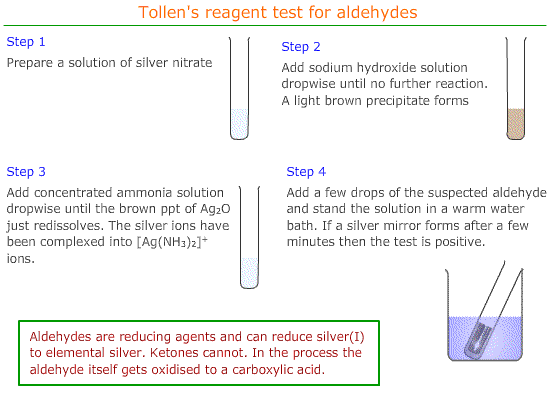 Tollen's reagent test for aldehydes
Step 1
Prepare a solution of silver nitrate
Step 2
Add sodium hydroxide solution
dropwise until no further reaction.
A light brown precipitate forms
Step 3
Add concentrated ammonia solution
dropwise until the brown ppt of Ag₂O
just redissolves. The silver ions have
been complexed into [Ag(NH₃)₂]⁺
ions.
Step 4
Add a few drops of the suspected aldehyde
and stand the solution in a warm water
bath. If a silver mirror forms after a few
minutes then the test is positive.
Aldehydes are reducing agents and can reduce silver(I)
to elemental silver. Ketones cannot. In the process the
aldehyde itself gets oxidised to a carboxylic acid.